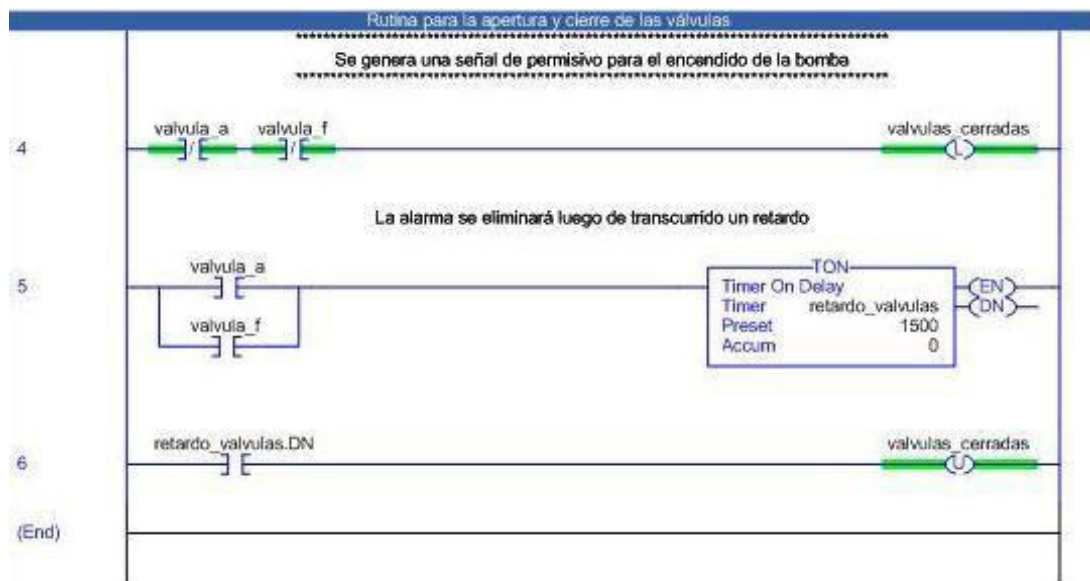 Rutina para la apertura y cierre de las válvulas
Se genera una señal de permisivo para el encendido de la bomba
valvula_a valvula_f valvulas_cerradas
4 L
La alarma se eliminará luego de transcurrido un retardo
valvula_a TON
5 Timer On Delay EN
Timer retardo_valvulas DN
valvula_f Preset 1500
Accum 0
retardo_valvulas.DN valvulas_cerradas
6 U
(End)